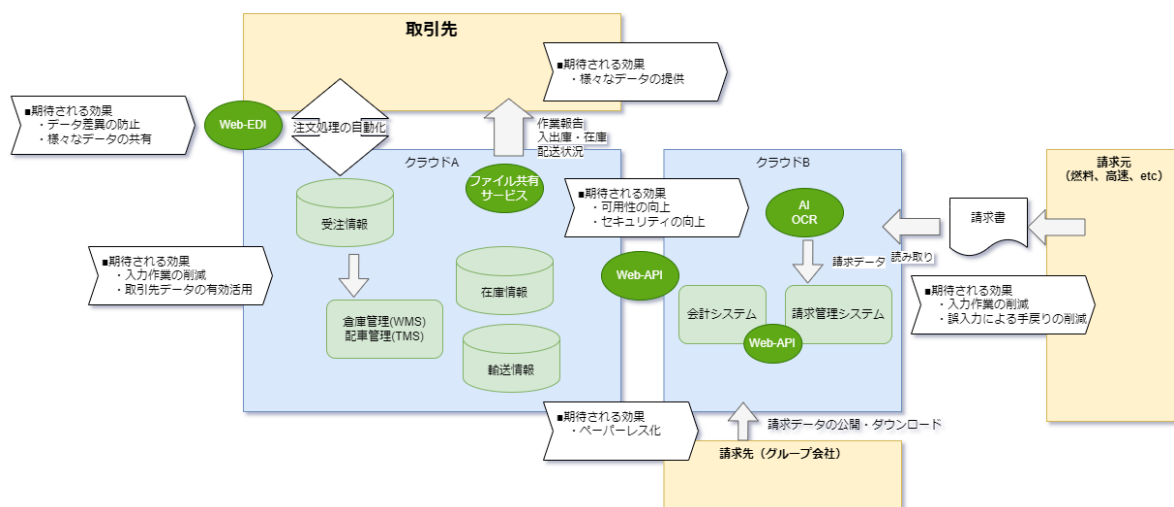 取引先
■期待される効果
・様々なデータの提供
■期待される効果
・データ差異の防止
・様々なデータの共有
Web-EDI
注文処理の自動化
作業報告
入出庫・在庫
配送状況
クラウドA
ファイル共有
サービス
受注情報
■期待される効果
・入力作業の削減
・取引先データの有効活用
在庫情報
倉庫管理(WMS)
配車管理(TMS)
輸送情報
■期待される効果
・可用性の向上
・セキュリティの向上
Web-API
クラウドB
AI
OCR
請求データ
読み取り
会計システム
請求管理システム
Web-API
請求書
請求元
(燃料、高速、etc)
■期待される効果
・入力作業の削減
・誤入力による手戻りの削減
■期待される効果
・ペーパーレス化
請求データの公開・ダウンロード
請求先(グループ会社)